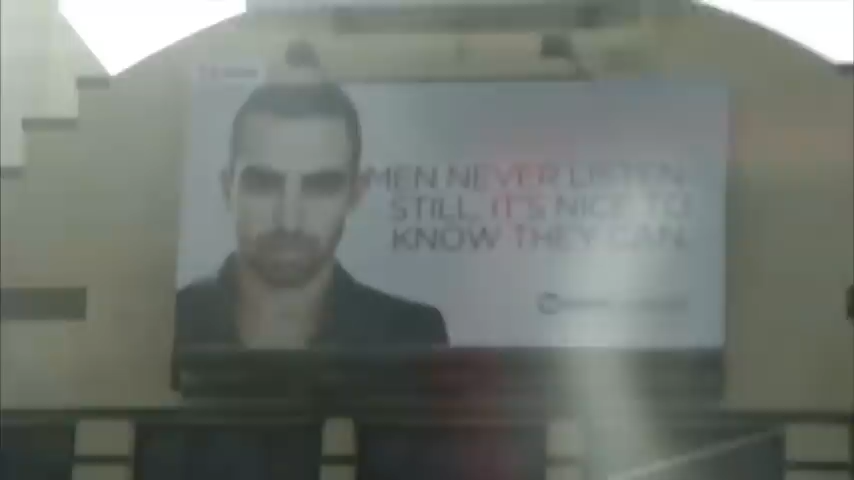 MEN NEVER LISTEN.
STILL, IT'S NICE TO
KNOW THEY CAN.